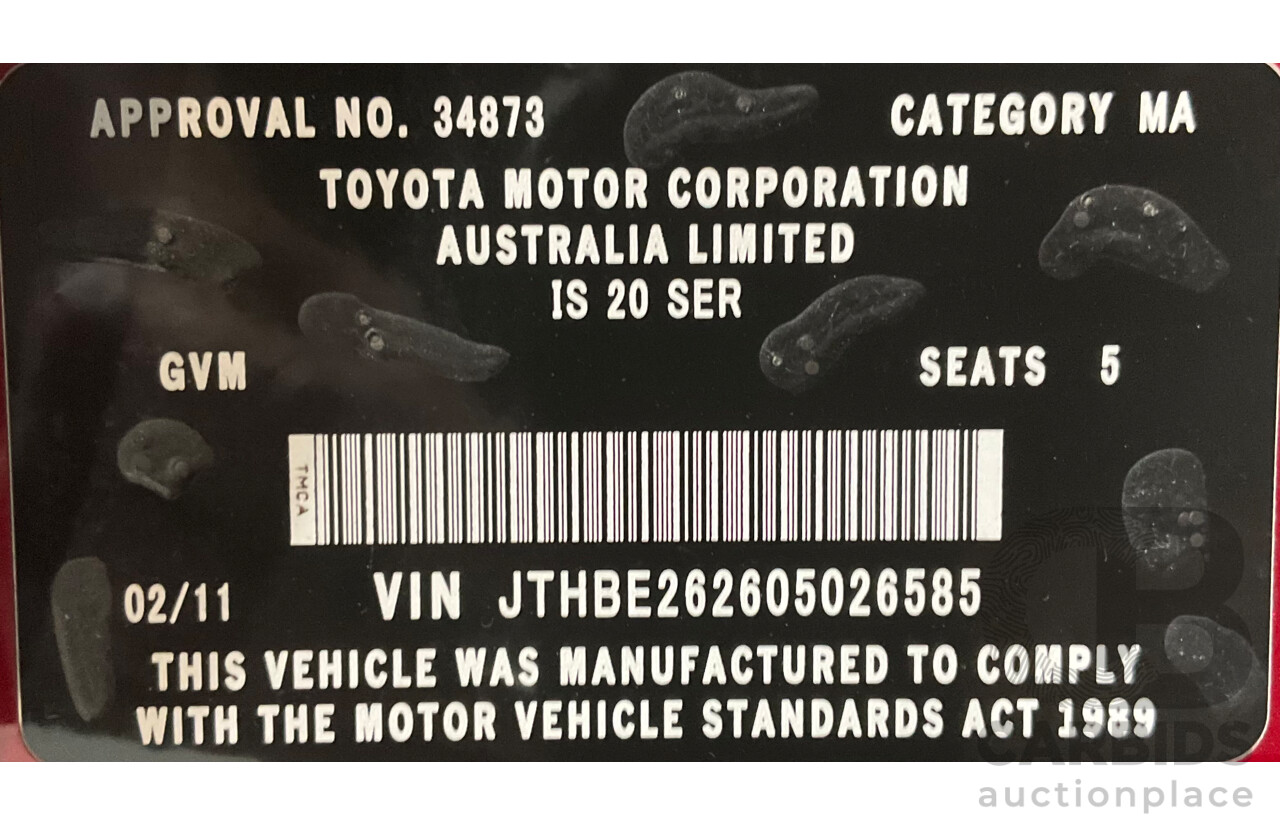 APPROVAL NO. 34873 CATEGORY MA
TOYOTA MOTOR CORPORATION
AUSTRALIA LIMITED
IS 20 SER
GVM SEATS 5
TMCA
02/11 VIN JTHBE262605026585
THIS VEHICLE WAS MANUFACTURED TO COMPLY
WITH THE MOTOR VEHICLE STANDARDS ACT 1989
CB
CARBIDS
auctionplace